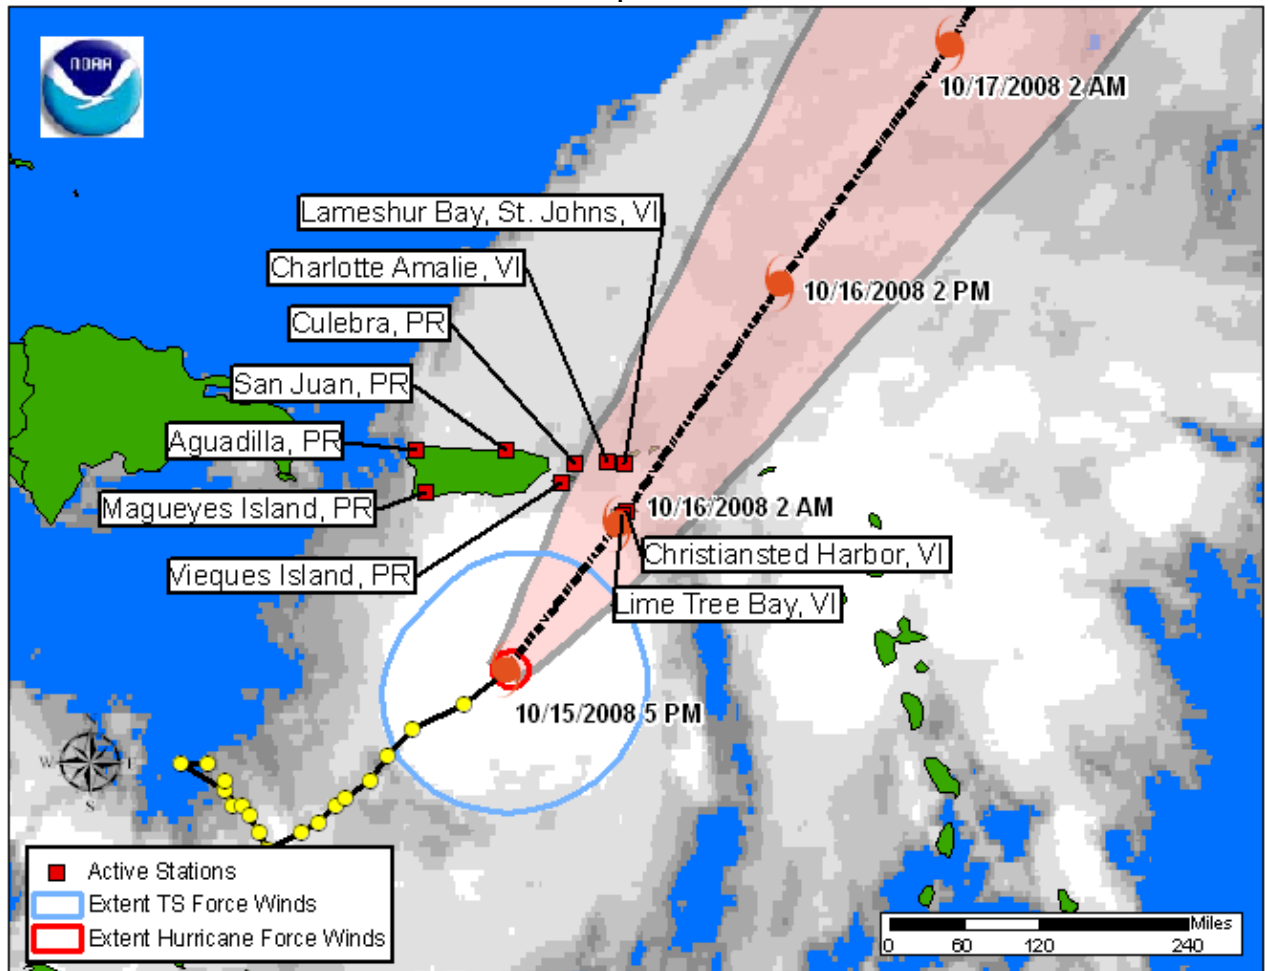 NOAA
10/17/2008 2 AM
Lameshur Bay, St. Johns, VI
Charlotte Amalie, VI
10/16/2008 2 PM
Culebra, PR
San Juan, PR
Aguadilla, PR
Magueyes Island, PR
10/16/2008 2 AM
Christiansted Harbor, VI
Vieques Island, PR
Lime Tree Bay, VI
10/15/2008 5 PM
W
S
Active Stations
Extent TS Force Winds
Extent Hurricane Force Winds
Miles
0 60 120 240